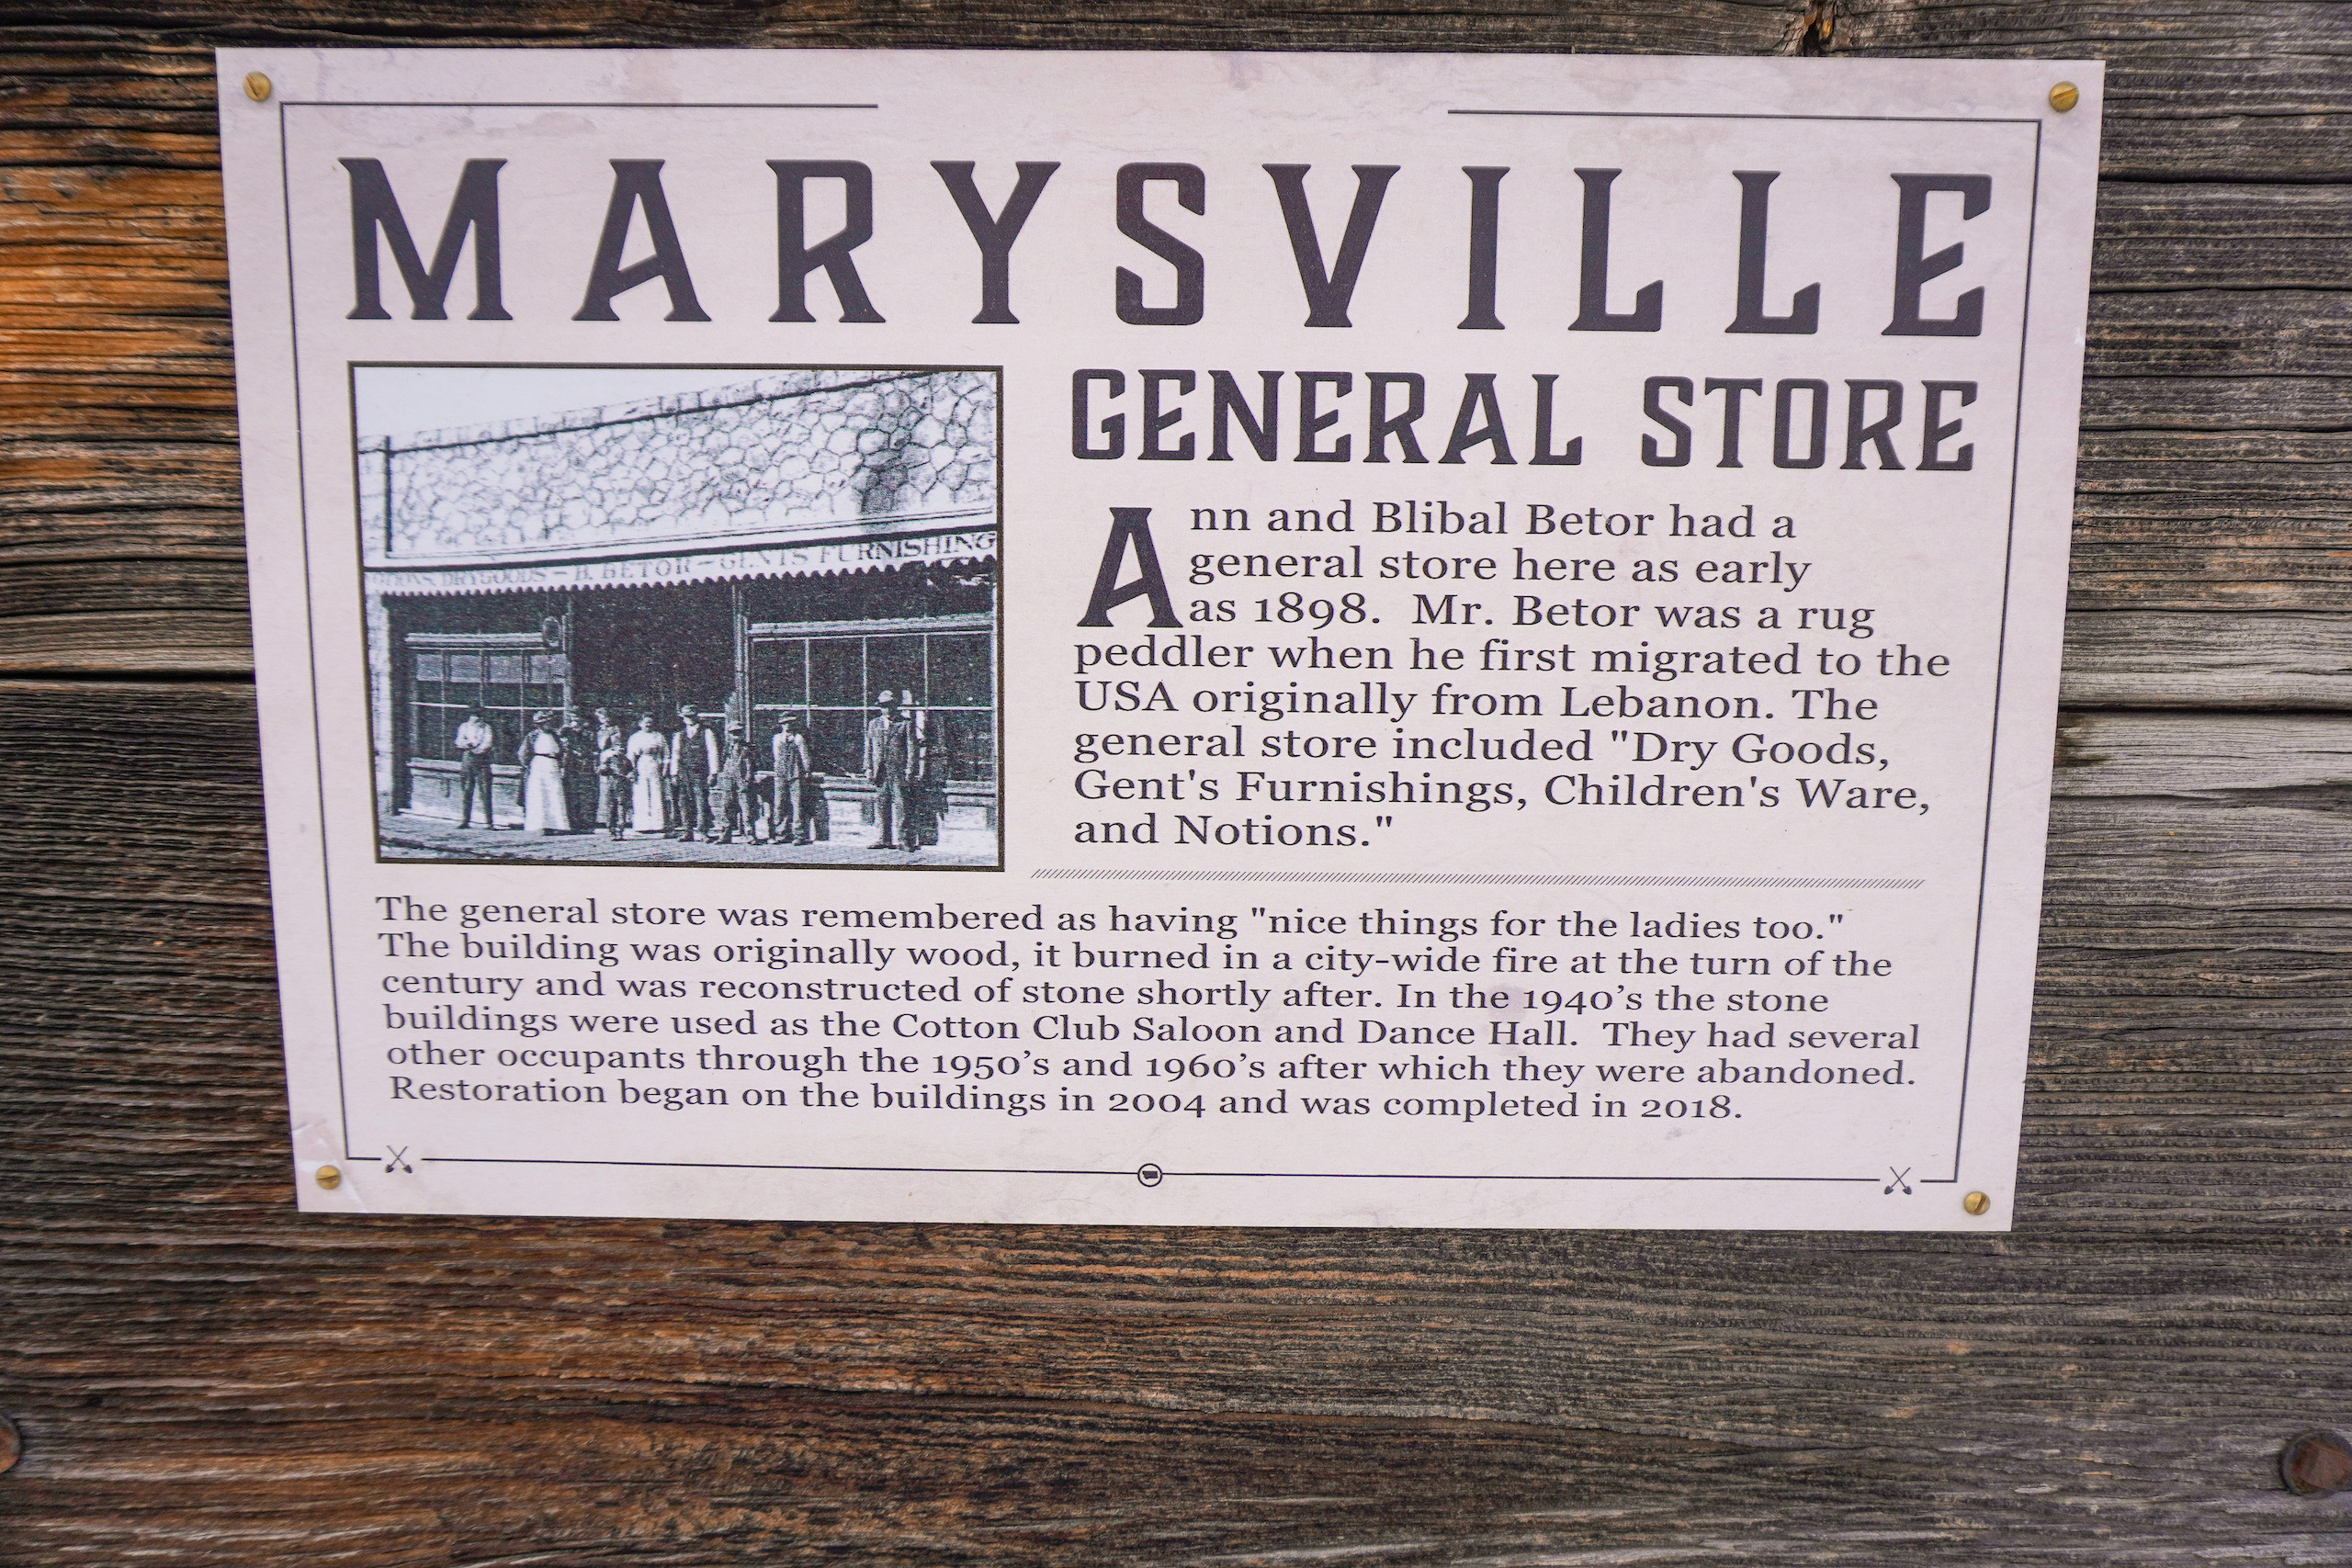 MARYSVILLE
GENERAL STORE
DRY GOODS – B. BETOR – GENTS FURNISHING
Ann and Blibal Betor had a
general store here as early
as 1898. Mr. Betor was a rug
peddler when he first migrated to the
USA originally from Lebanon. The
general store included "Dry Goods,
Gent's Furnishings, Children's Ware,
and Notions."
The general store was remembered as having "nice things for the ladies too."
The building was originally wood, it burned in a city-wide fire at the turn of the
century and was reconstructed of stone shortly after. In the 1940’s the stone
buildings were used as the Cotton Club Saloon and Dance Hall. They had several
other occupants through the 1950’s and 1960’s after which they were abandoned.
Restoration began on the buildings in 2004 and was completed in 2018.